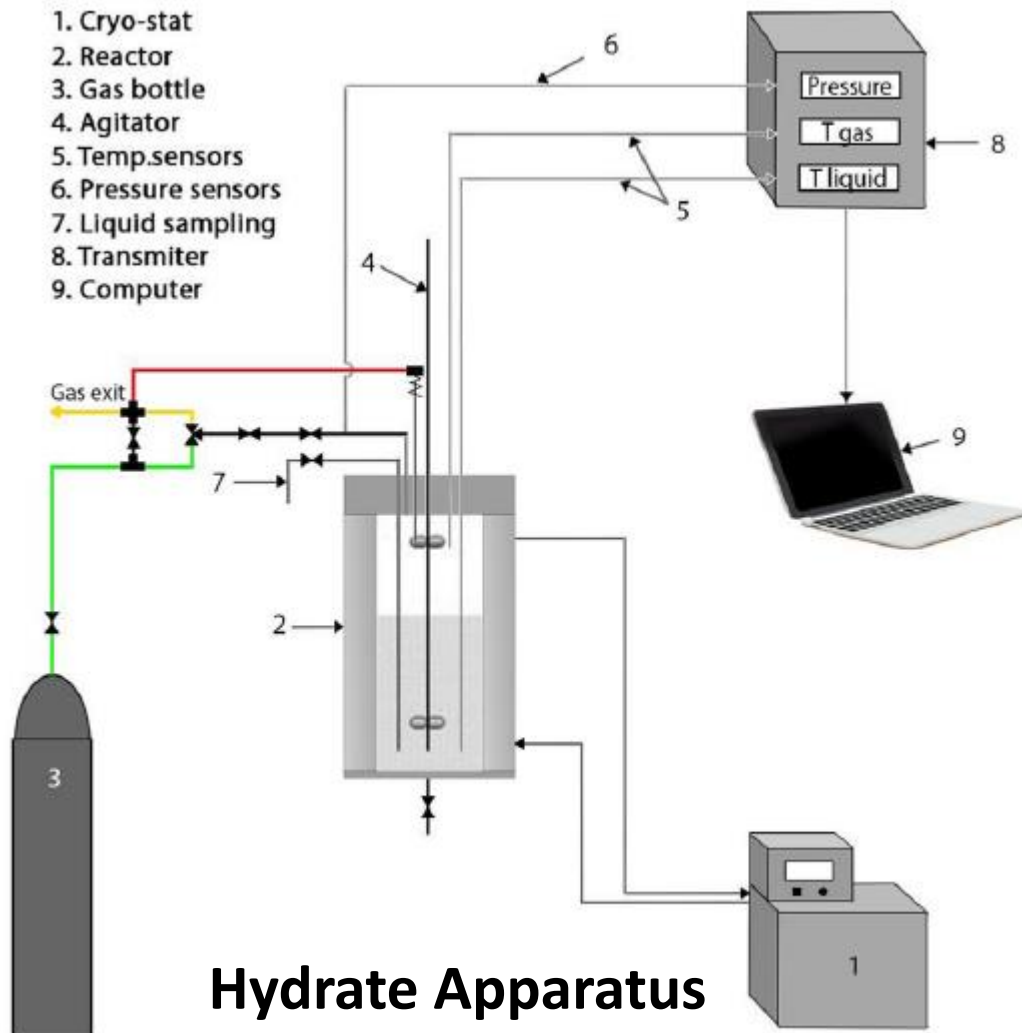 1. Cryo-stat
2. Reactor
3. Gas bottle
4. Agitator
5. Temp.sensors
6. Pressure sensors
7. Liquid sampling
8. Transmiter
9. Computer
6
Pressure
T gas
T liquid
8
5
4
Gas exit
7
9
2
3
1
Hydrate Apparatus